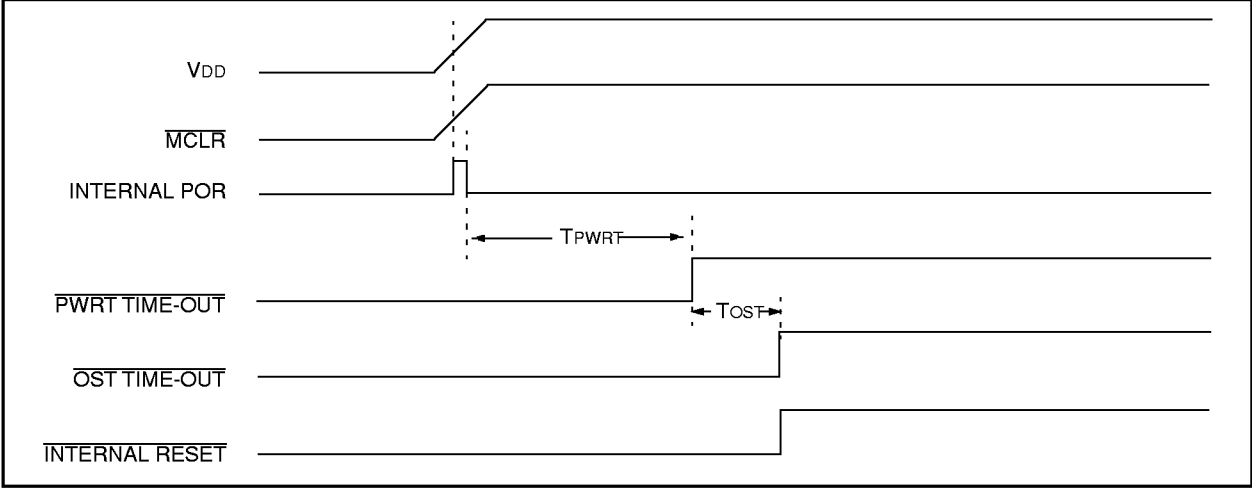 VDD
MCLR
INTERNAL POR
TPWRT
PWRT TIME-OUT
TOST
OST TIME-OUT
INTERNAL RESET